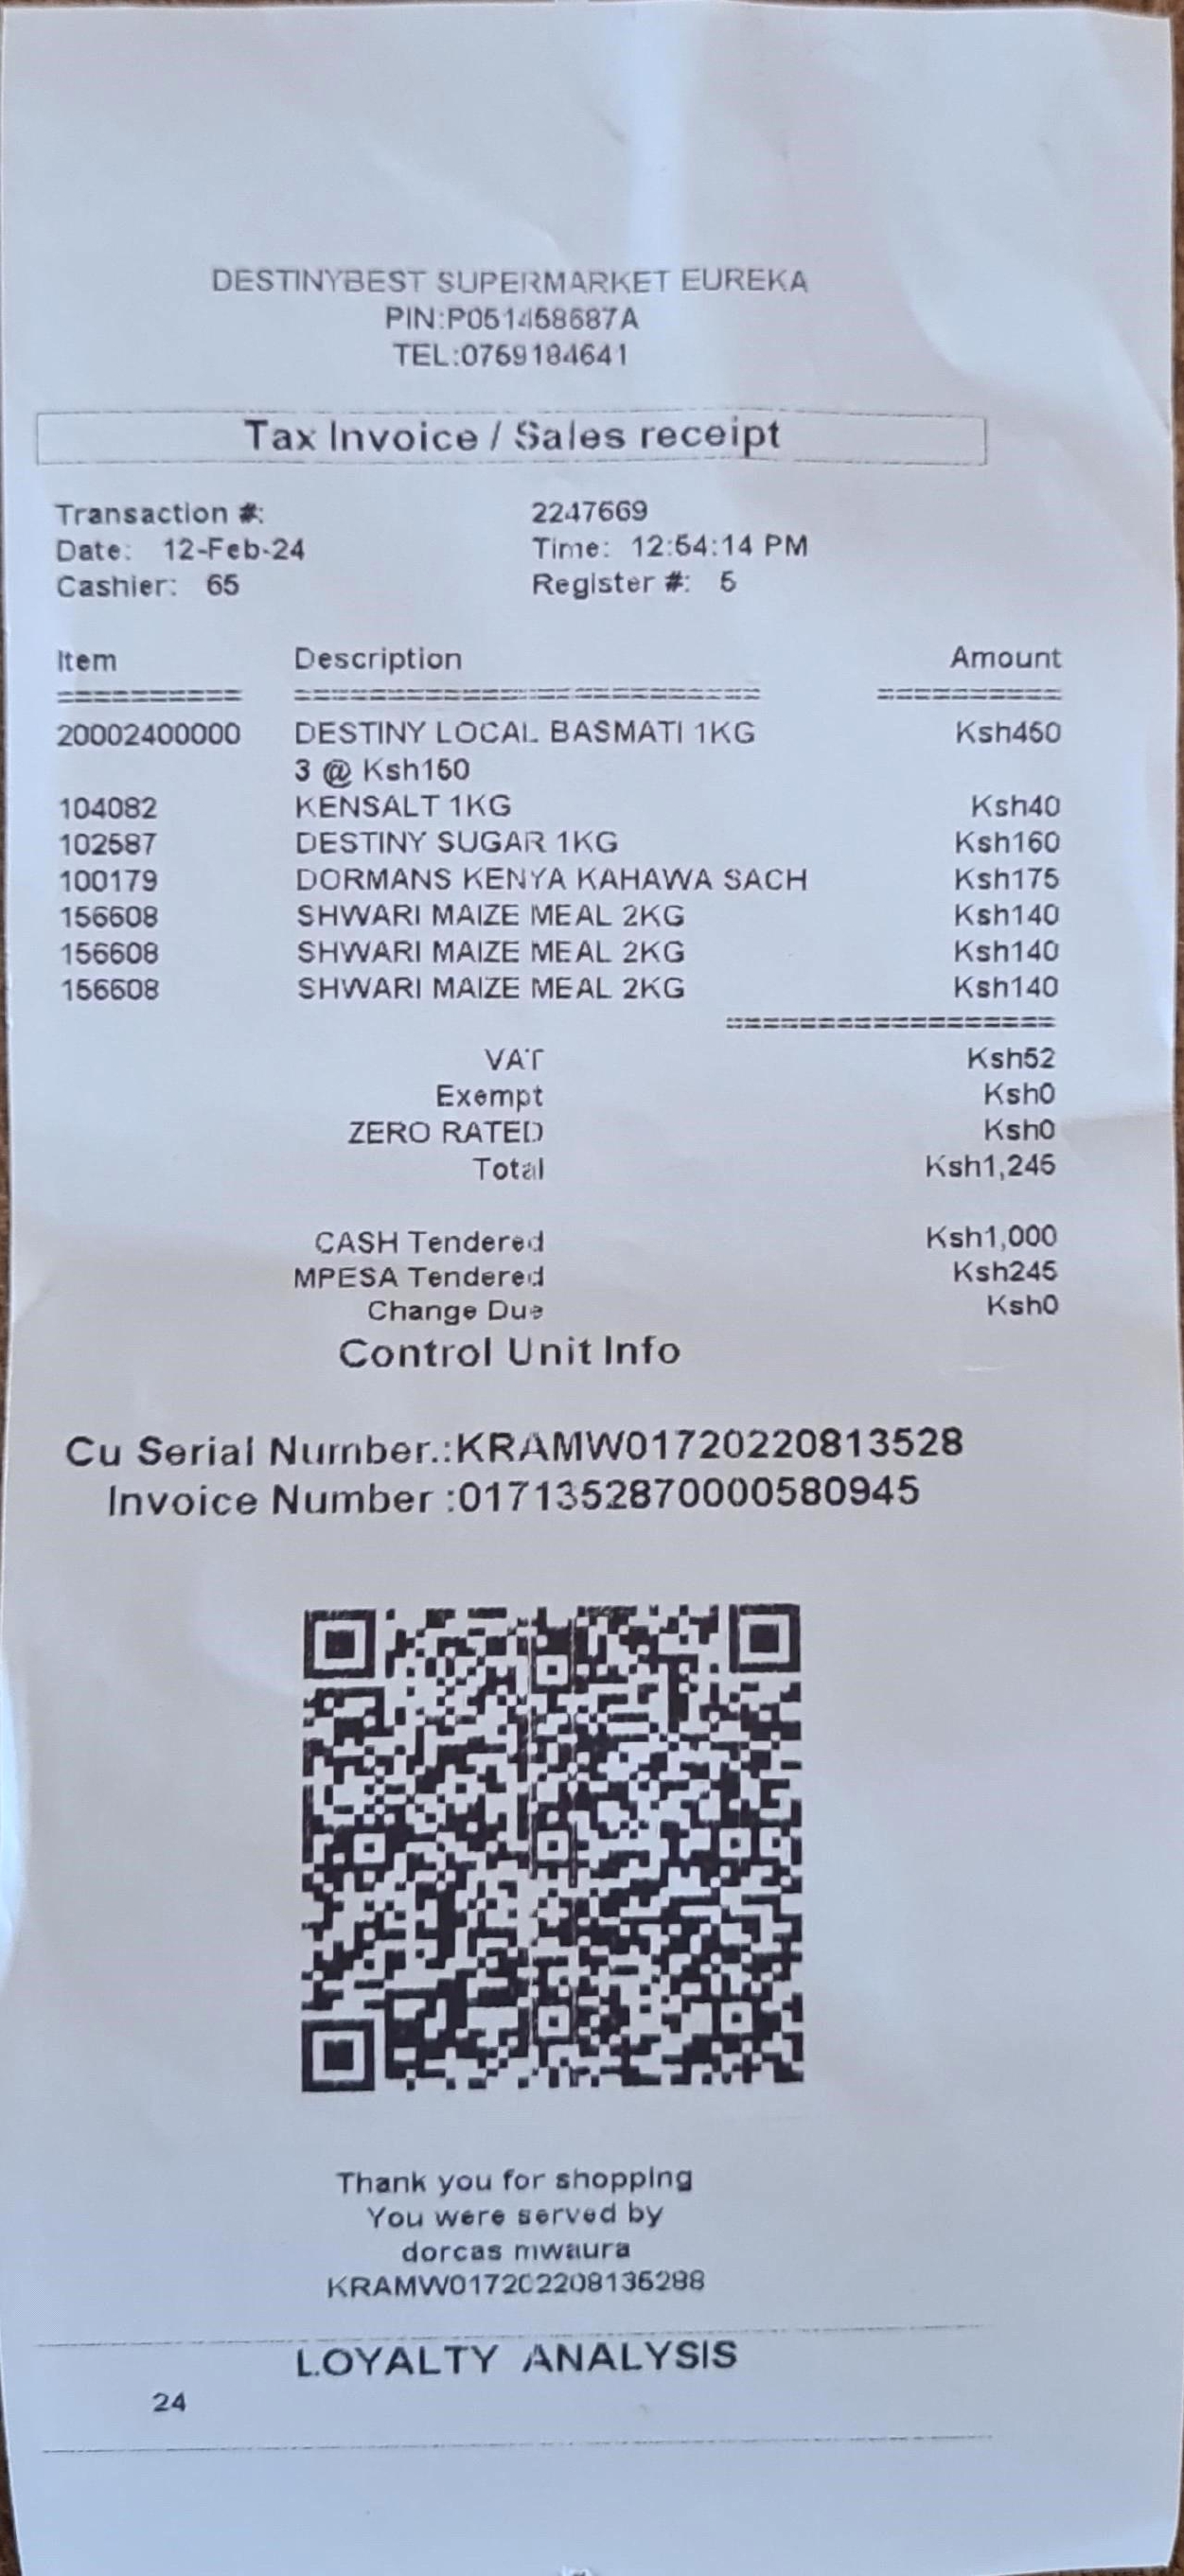 DESTINYBEST SUPERMARKET EUREKA
PIN:P051458687A
TEL:0769184641
Tax Invoice / Sales receipt
Transaction #: 2247669
Date: 12-Feb-24 Time: 12:54:14 PM
Cashier: 65 Register #: 5
Item Description Amount
========== ========================= ==========
20002400000 DESTINY LOCAL BASMATI 1KG Ksh450
3 @ Ksh150
104082 KENSALT 1KG Ksh40
102587 DESTINY SUGAR 1KG Ksh160
100179 DORMANS KENYA KAHAWA SACH Ksh175
156608 SHWARI MAIZE MEAL 2KG Ksh140
156608 SHWARI MAIZE MEAL 2KG Ksh140
156608 SHWARI MAIZE MEAL 2KG Ksh140
==================
VAT Ksh52
Exempt Ksh0
ZERO RATED Ksh0
Total Ksh1,245
CASH Tendered Ksh1,000
MPESA Tendered Ksh245
Change Due Ksh0
Control Unit Info
Cu Serial Number.:KRAMW01720220813528
Invoice Number :0171352870000580945
Thank you for shopping
You were served by
dorcas mwaura
KRAMW017202208135288
LOYALTY ANALYSIS
24